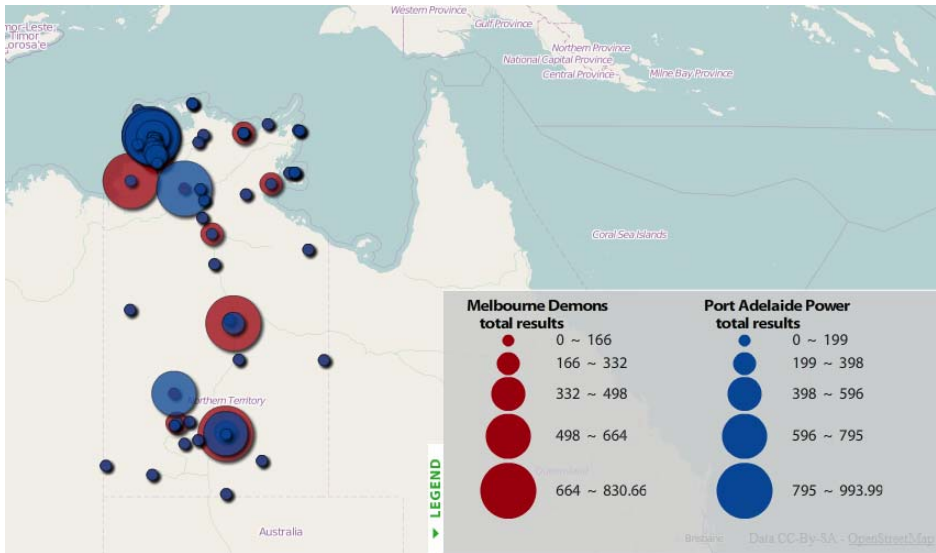 Western Province
Gulf Province
Northern Province
National Capital Province
Central Province
Milne Bay Province
Timor
Lorosa'e
Coral Sea Islands
Northern Territory
Australia
Melbourne Demons
total results
0 ~ 166
166 ~ 332
332 ~ 498
498 ~ 664
664 ~ 830.66
Port Adelaide Power
total results
0 ~ 199
199 ~ 398
398 ~ 596
596 ~ 795
795 ~ 993.99
LEGEND
Queensland
Brisbane
Data CC-By-SA - OpenStreetMap